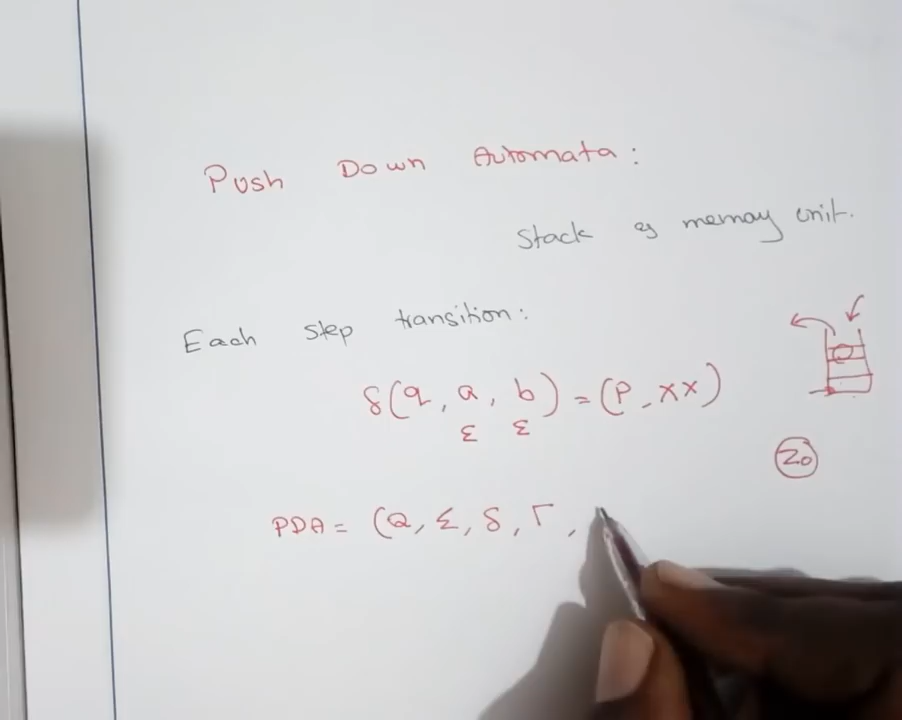 Push Down Automata :
Stack as memory unit.
Each step transition:
δ(q, a, b) = (P, xx)
ε ε
Z0
PDA = (Q, Σ, δ, Γ,